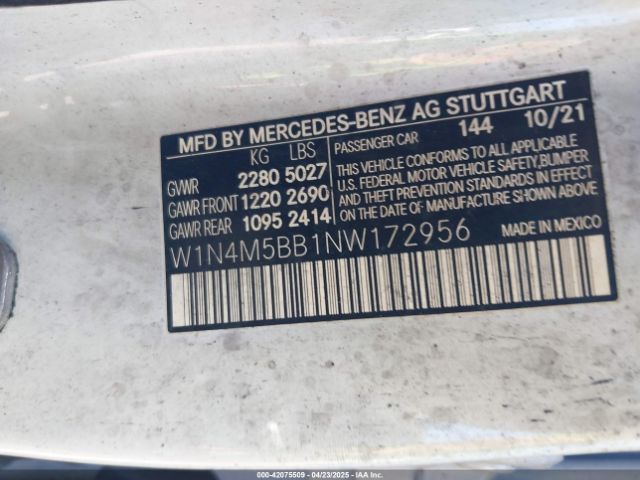 MFD BY MERCEDES-BENZ AG STUTTGART
KG LBS
GVWR 2280 5027
GAWR FRONT 1220 2690
GAWR REAR 1095 2414
PASSENGER CAR 144 10/21
THIS VEHICLE CONFORMS TO ALL APPLICABLE
U.S. FEDERAL MOTOR VEHICLE SAFETY, BUMPER
AND THEFT PREVENTION STANDARDS IN EFFECT
ON THE DATE OF MANUFACTURE SHOWN ABOVE.
MADE IN MEXICO
W1N4M5BB1NW172956
000-42075509 - 04/23/2025 - IAA Inc.